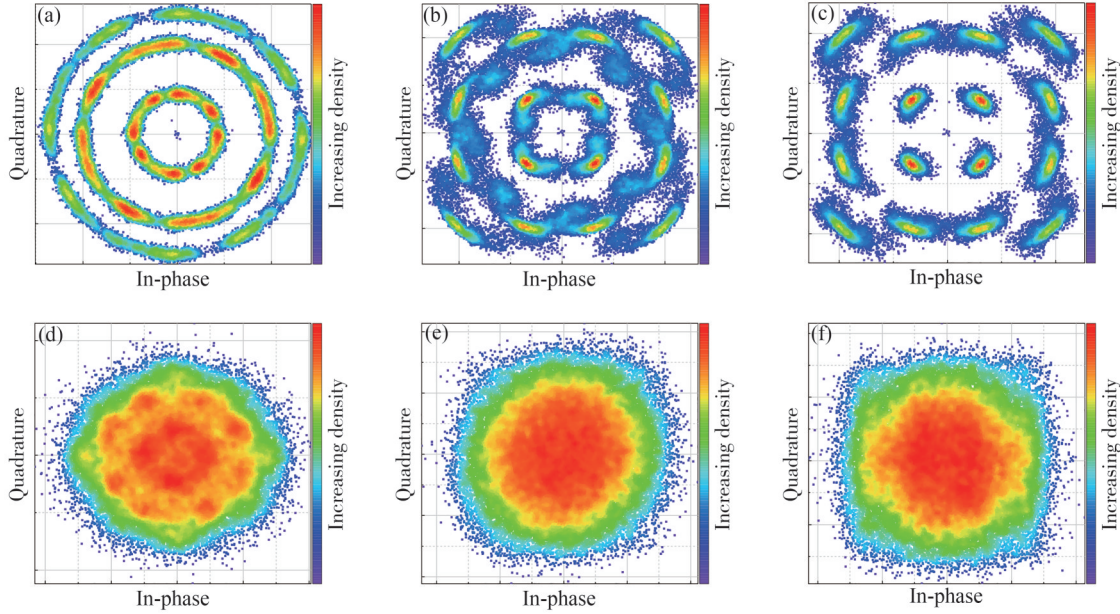 (a)
Quadrature
In-phase
Increasing density
(b)
Quadrature
In-phase
Increasing density
(c)
Quadrature
In-phase
Increasing density
(d)
Quadrature
In-phase
Increasing density
(e)
Quadrature
In-phase
Increasing density
(f)
Quadrature
In-phase
Increasing density